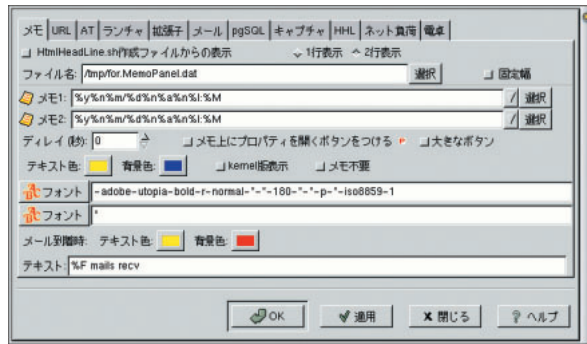 メモ URL AT ランチャ 拡張子 メール pgSQL キャプチャ HHL ネット負荷 電卓
HtmlHeadLine.sh作成ファイルからの表示 1行表示 2行表示
ファイル名: /tmp/for.MemoPanel.dat 選択 固定幅
メモ1: %y%n%m/%d%n%a%n%I:%M / 選択
メモ2: %y%n%m/%d%n%a%n%I:%M / 選択
ディレイ(秒): 0 メモ上にプロパティを開くボタンをつける P 大きなボタン
テキスト色: 背景色: kernel版表示 メモ不要
フォント -adobe-utopia-bold-r-normal-*-*-180-*-*-p-*-iso8859-1
フォント *
メール到着時: テキスト色: 背景色:
テキスト: %F mails recv
OK 適用 閉じる ヘルプ